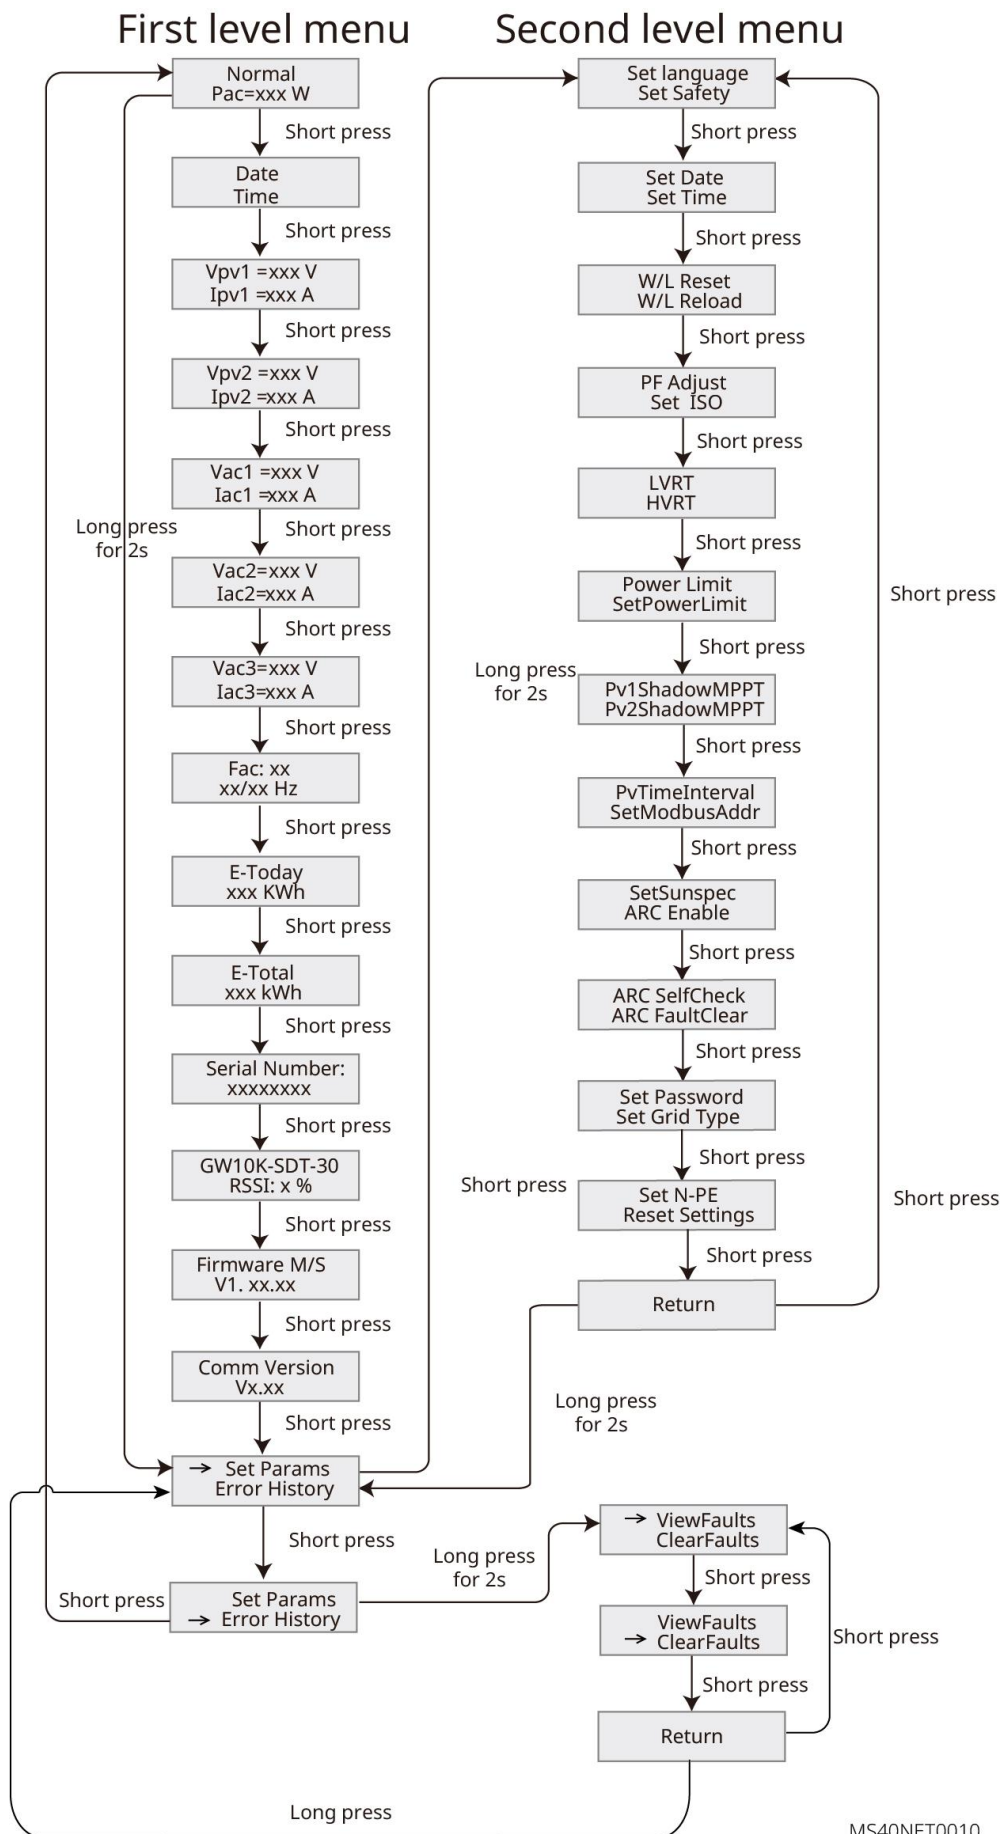 First level menu
Second level menu
Normal
Pac=xxx W
Short press
Date
Time
Short press
Vpv1 =xxx V
Ipv1 =xxx A
Short press
Vpv2 =xxx V
Ipv2 =xxx A
Short press
Vac1 =xxx V
Iac1 =xxx A
Long press
for 2s
Short press
Vac2=xxx V
Iac2=xxx A
Short press
Vac3=xxx V
Iac3=xxx A
Short press
Fac: xx
xx/xx Hz
Short press
E-Today
xxx KWh
Short press
E-Total
xxx kWh
Short press
Serial Number:
xxxxxxxx
Short press
GW10K-SDT-30
RSSI: x %
Short press
Firmware M/S
V1. xx.xx
Short press
Comm Version
Vx.xx
Short press
→ Set Params
Error History
Short press
Set Params
→ Error History
Short press
Set language
Set Safety
Short press
Set Date
Set Time
Short press
W/L Reset
W/L Reload
Short press
PF Adjust
Set ISO
Short press
LVRT
HVRT
Short press
Power Limit
SetPowerLimit
Short press
Short press
Long press
for 2s
Pv1ShadowMPPT
Pv2ShadowMPPT
Short press
PvTimeInterval
SetModbusAddr
Short press
SetSunspec
ARC Enable
Short press
ARC SelfCheck
ARC FaultClear
Short press
Set Password
Set Grid Type
Short press
Short press
Short press
Set N-PE
Reset Settings
Short press
Return
Long press
for 2s
Long press
for 2s
→ ViewFaults
ClearFaults
Short press
ViewFaults
→ ClearFaults
Short press
Short press
Return
Long press
MS40NET0010